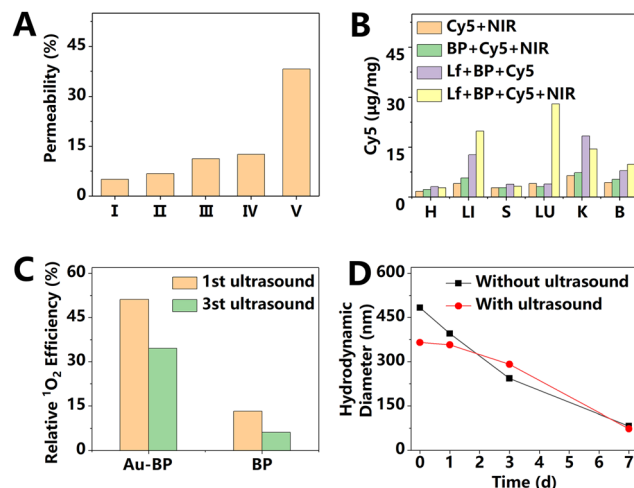 A
Permeability (%)
45
30
15
0
I II III IV V
B
Cy5 (μg/mg)
45
30
15
0
Cy5+NIR
BP+Cy5+NIR
Lf+BP+Cy5
Lf+BP+Cy5+NIR
H LI S LU K B
C
Relative ¹O₂ Efficiency (%)
60
45
30
15
0
1st ultrasound
3st ultrasound
Au-BP BP
D
Hydrodynamic
Diameter (nm)
600
450
300
150
0
Without ultrasound
With ultrasound
0 1 2 3 4 5 6 7
Time (d)